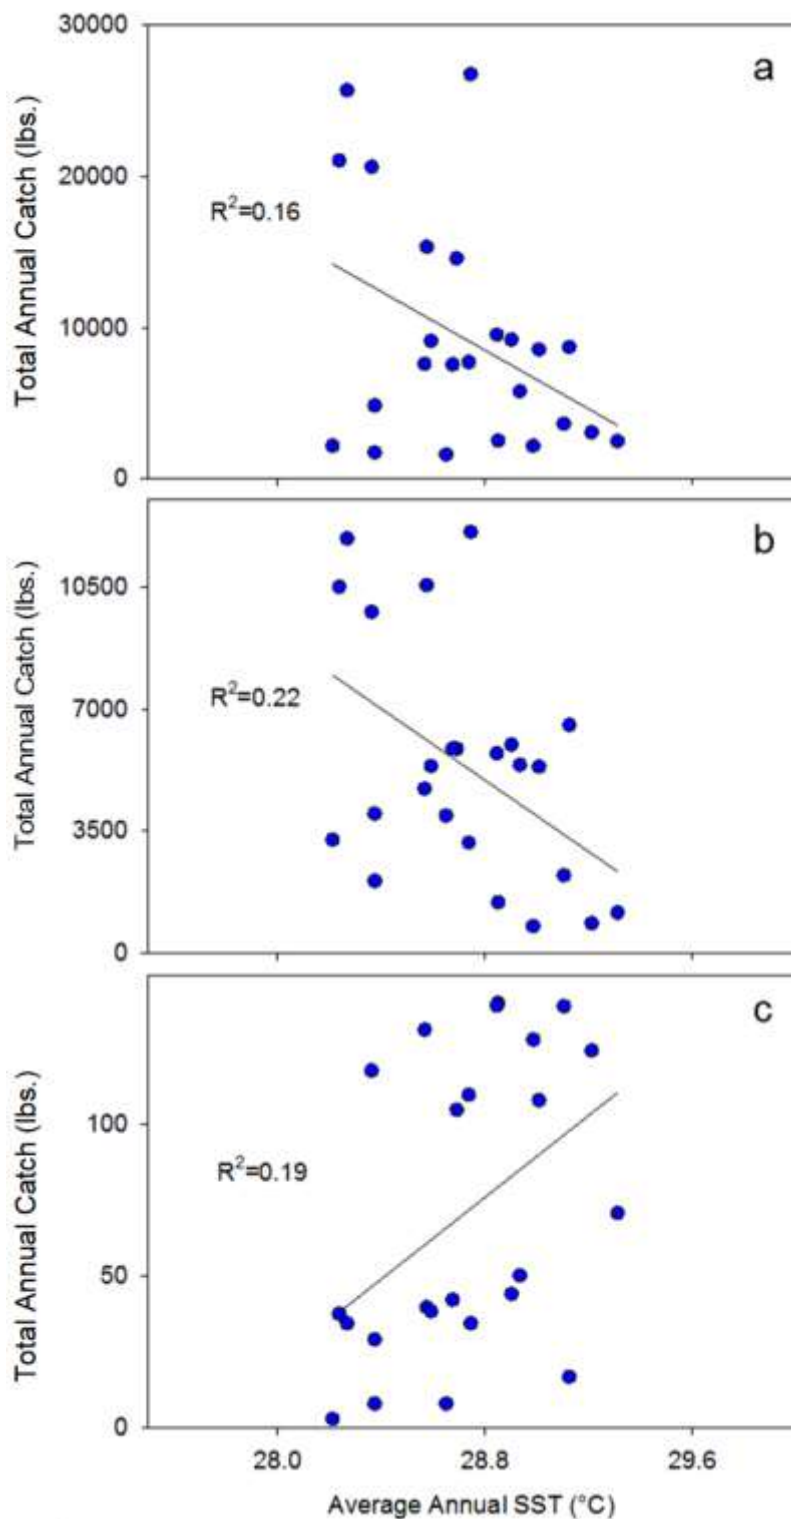 30000
a
20000
R²=0.16
10000
0
Total Annual Catch (lbs.)
b
10500
R²=0.22
7000
3500
0
Total Annual Catch (lbs.)
c
100
R²=0.19
50
0
Total Annual Catch (lbs.)
28.0 28.8 29.6
Average Annual SST (°C)